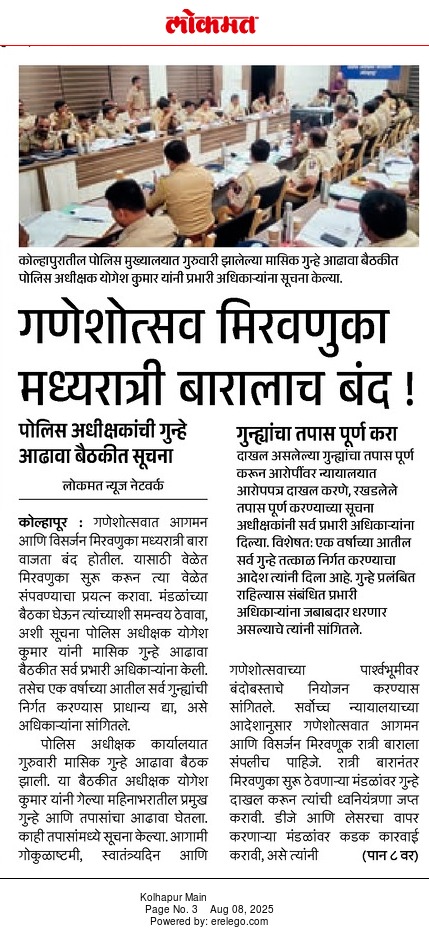 लोकमत
कोल्हापुरातील पोलिस मुख्यालयात गुरुवारी झालेल्या मासिक गुन्हे आढावा बैठकीत
पोलिस अधीक्षक योगेश कुमार यांनी प्रभारी अधिकाऱ्यांना सूचना केल्या.
गणेशोत्सव मिरवणुका
मध्यरात्री बारालाच बंद !
पोलिस अधीक्षकांची गुन्हे
आढावा बैठकीत सूचना
लोकमत न्यूज नेटवर्क
कोल्हापूर : गणेशोत्सवात आगमन
आणि विसर्जन मिरवणुका मध्यरात्री बारा
वाजता बंद होतील. यासाठी वेळेत
मिरवणुका सुरू करून त्या वेळेत
संपवण्याचा प्रयत्न करावा. मंडळांच्या
बैठका घेऊन त्यांच्याशी समन्वय ठेवावा,
अशी सूचना पोलिस अधीक्षक योगेश
कुमार यांनी मासिक गुन्हे आढावा
बैठकीत सर्व प्रभारी अधिकाऱ्यांना केली.
तसेच एक वर्षाच्या आतील सर्व गुन्ह्यांची
निर्गत करण्यास प्राधान्य द्या, असे
अधिकाऱ्यांना सांगितले.
पोलिस अधीक्षक कार्यालयात
गुरुवारी मासिक गुन्हे आढावा बैठक
झाली. या बैठकीत अधीक्षक योगेश
कुमार यांनी गेल्या महिनाभरातील प्रमुख
गुन्हे आणि तपासांचा आढावा घेतला.
काही तपासांमध्ये सूचना केल्या. आगामी
गोकुळाष्टमी, स्वातंत्र्यदिन आणि
गुन्ह्यांचा तपास पूर्ण करा
दाखल असलेल्या गुन्ह्यांचा तपास पूर्ण
करून आरोपींवर न्यायालयात
आरोपपत्र दाखल करणे, रखडलेले
तपास पूर्ण करण्याच्या सूचना
अधीक्षकांनी सर्व प्रभारी अधिकाऱ्यांना
दिल्या. विशेषत: एक वर्षाच्या आतील
सर्व गुन्हे तत्काळ निर्गत करण्याचा
आदेश त्यांनी दिला आहे. गुन्हे प्रलंबित
राहिल्यास संबंधित प्रभारी
अधिकाऱ्यांना जबाबदार धरणार
असल्याचे त्यांनी सांगितले.
गणेशोत्सवाच्या पार्श्वभूमीवर
बंदोबस्ताचे नियोजन करण्यास
सांगितले. सर्वोच्च न्यायालयाच्या
आदेशानुसार गणेशोत्सवात आगमन
आणि विसर्जन मिरवणूक रात्री बाराला
संपलीच पाहिजे. रात्री बारानंतर
मिरवणुका सुरू ठेवणाऱ्या मंडळांवर गुन्हे
दाखल करून त्यांची ध्वनियंत्रणा जप्त
करावी. डीजे आणि लेसरचा वापर
करणाऱ्या मंडळांवर कडक कारवाई
करावी, असे त्यांनी (पान ८ वर)
Kolhapur Main
Page No. 3 Aug 08, 2025
Powered by: erelego.com